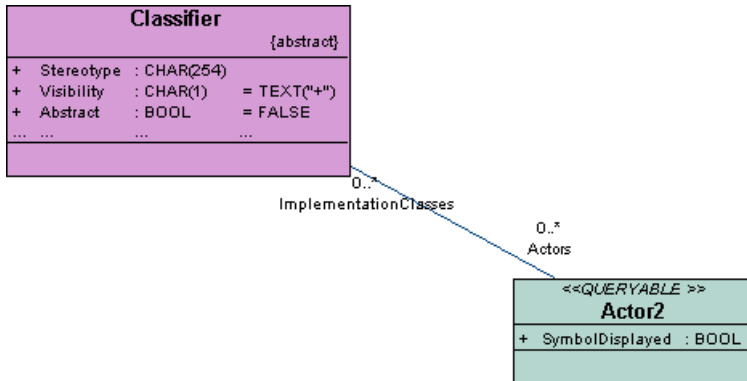 Classifier
{abstract}
+ Stereotype : CHAR(254)
+ Visibility : CHAR(1) = TEXT("+")
+ Abstract : BOOL = FALSE
... ... ... ...
0..*
ImplementationClasses
0..*
Actors
<<QUERYABLE >>
Actor2
+ SymbolDisplayed : BOOL